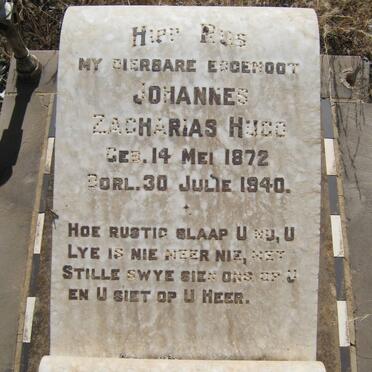 Hier Rus
MY DIERBARE EGGENOOT
JOHANNES
ZACHARIAS HUGO
GEB. 14 MEI 1872
OORL. 30 JULIE 1940.
HOE RUSTIG SLAAP U NU, U
LYE IS NIE MEER NIE, MET
STILLE SWYE SIEN ONS OP U
EN U SIET OP U HEER.